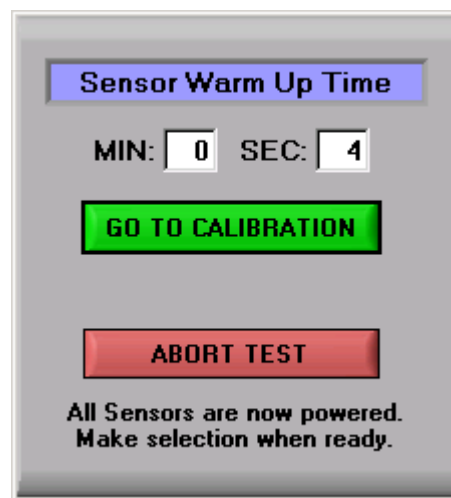 Sensor Warm Up Time
MIN: 0 SEC: 4
GO TO CALIBRATION
ABORT TEST
All Sensors are now powered.
Make selection when ready.